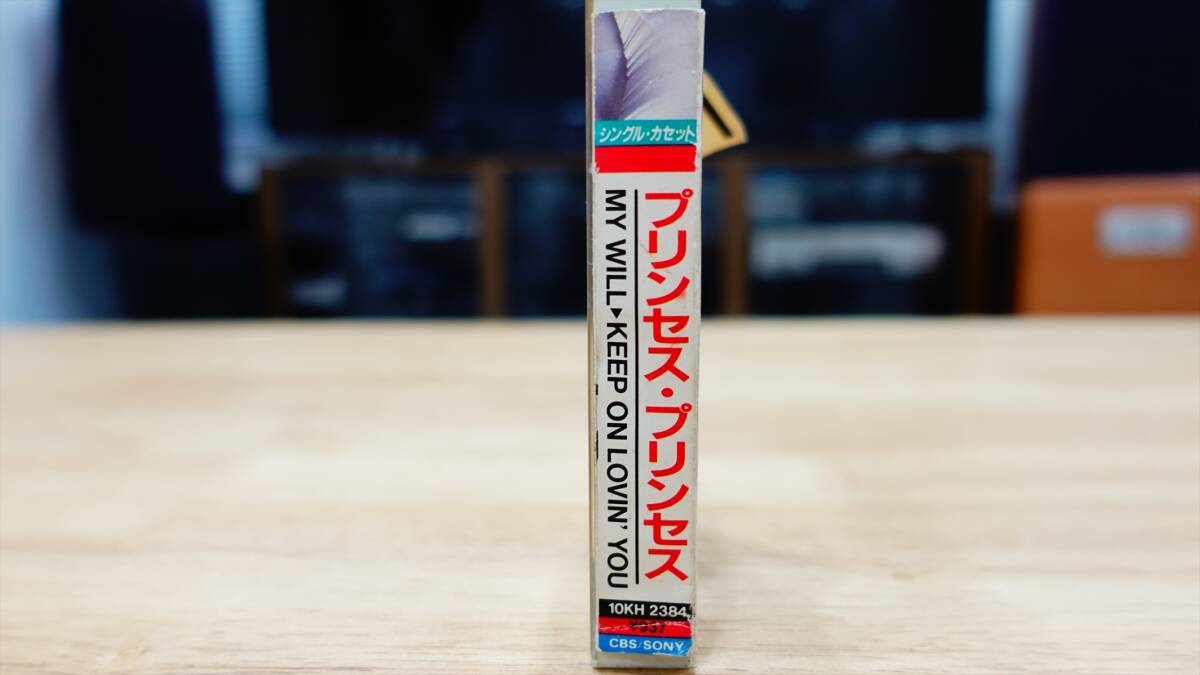 シングル・カセット
プリンセス・プリンセス
MY WILL▶KEEP ON LOVIN' YOU
10KH 2384
¥937
CBS/SONY